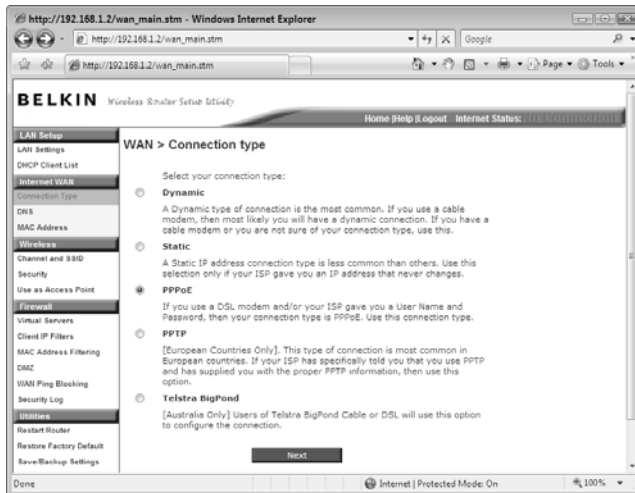 http://192.168.1.2/wan_main.stm - Windows Internet Explorer
http://192.168.1.2/wan_main.stm
Google
http://192.168.1.2/wan_main.stm
Page
Tools
BELKIN Wireless Router Setup Utility
Home |Help |Logout Internet Status: No Connection
LAN Setup
LAN Settings
DHCP Client List
Internet WAN
Connection Type
DNS
MAC Address
Wireless
Channel and SSID
Security
Use as Access Point
Firewall
Virtual Servers
Client IP Filters
MAC Address Filtering
DMZ
WAN Ping Blocking
Security Log
Utilities
Restart Router
Restore Factory Default
Save/Backup Settings
WAN > Connection type
Select your connection type:
Dynamic
A Dynamic type of connection is the most common. If you use a cable
modem, then most likely you will have a dynamic connection. If you have a
cable modem or you are not sure of your connection type, use this.
Static
A Static IP address connection type is less common than others. Use this
selection only if your ISP gave you an IP address that never changes.
PPPoE
If you use a DSL modem and/or your ISP gave you a User Name and
Password, then your connection type is PPPoE. Use this connection type.
PPTP
[European Countries Only]. This type of connection is most common in
European countries. If your ISP has specifically told you that you use PPTP
and has supplied you with the proper PPTP information, then use this
option.
Telstra BigPond
[Australia Only] Users of Telstra BigPond Cable or DSL will use this option
to configure the connection.
Next
Done
Internet | Protected Mode: On
100%